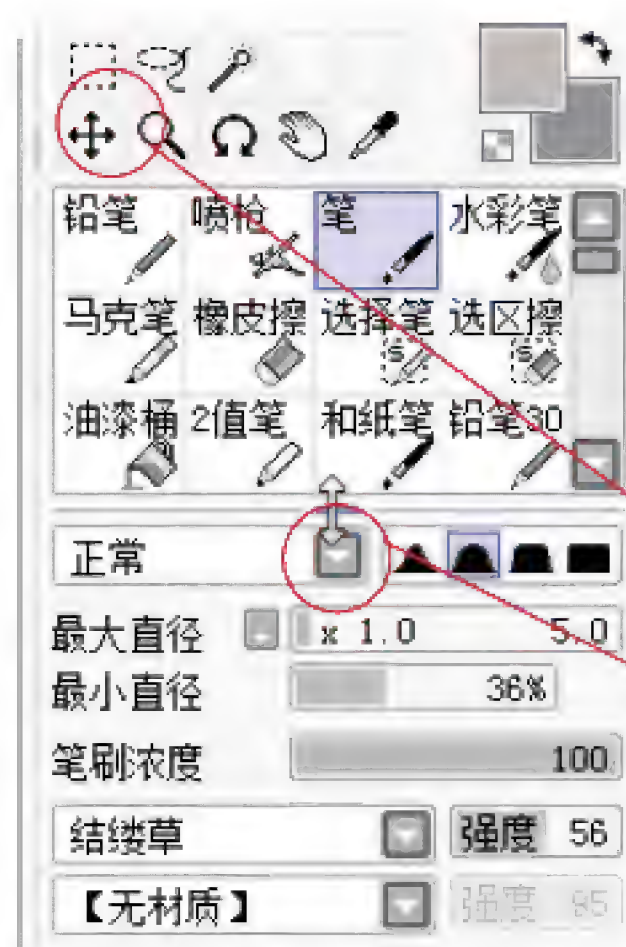 铅笔 喷枪 笔 水彩笔
马克笔 橡皮擦 选择笔 选区擦
油漆桶 2值笔 和纸笔 铅笔30
正常
最大直径 x 1.0 5.0
最小直径 36%
笔刷浓度 100
结缕草 强度 56
【无材质】 强度 95